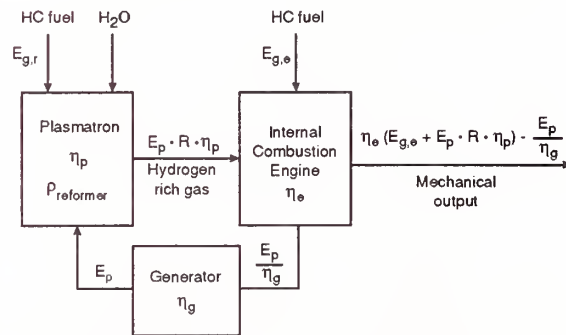 HC fuel
H₂O
HC fuel
E_g,r
E_g,e
Plasmatron
η_p
ρ_reformer
E_p • R • η_p
Hydrogen
rich gas
Internal
Combustion
Engine
η_e
η_e (E_g,e + E_p • R • η_p) - E_p/η_g
Mechanical
output
E_p
Generator
η_g
E_p/η_g